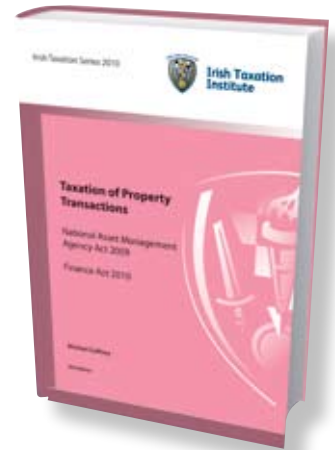 Irish Taxation Series 2010
Irish Taxation
Institute
Taxation of Property
Transactions
National Asset Management
Agency Act 2009
Finance Act 2010